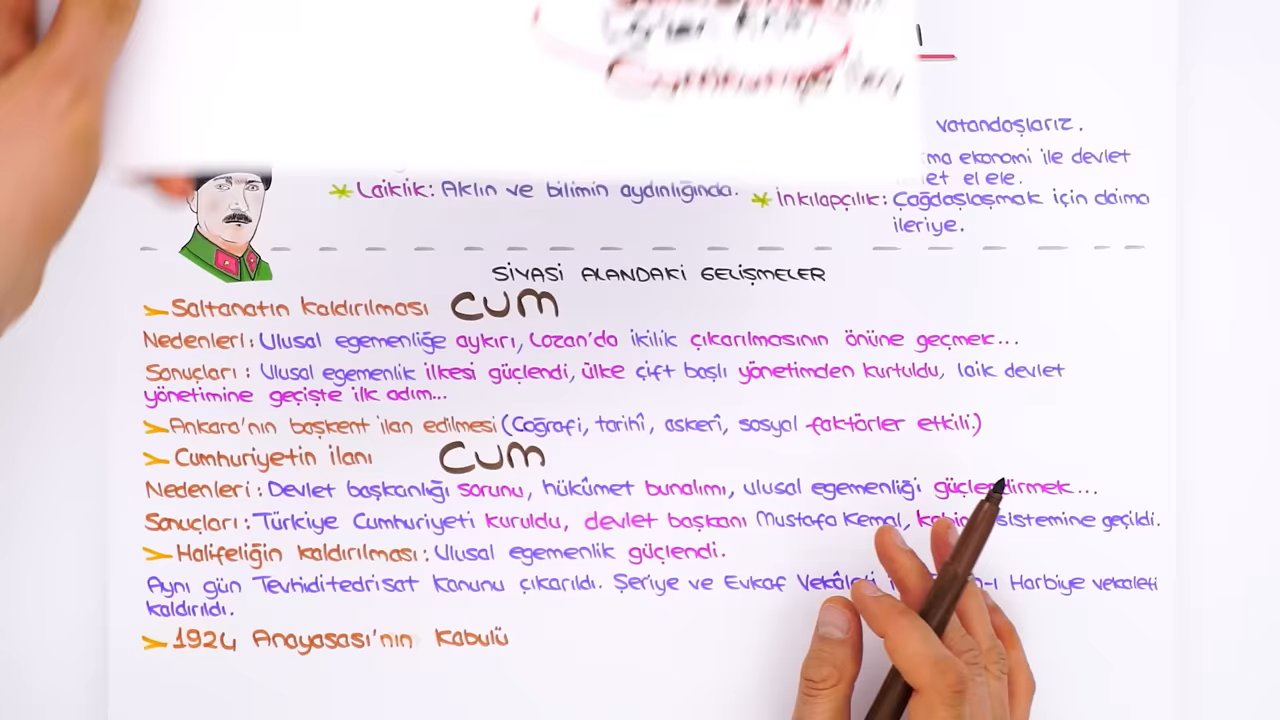 vatandaşlarız.
ekonomi ile devlet
el ele.
* Laiklik: Aklın ve bilimin aydınlığında. * İnkılapçılık: Çağdaşlaşmak için daima
ileriye.
SİYASİ ALANDAKİ GELİŞMELER
➤ Saltanatın kaldırılması CUM
Nedenleri: Ulusal egemenliğe aykırı, Lozan'da ikilik çıkarılmasının önüne geçmek...
Sonuçları: Ulusal egemenlik ilkesi güçlendi, ülke çift başlı yönetimden kurtuldu, laik devlet
yönetimine geçişte ilk adım...
➤ Ankara'nın başkent ilan edilmesi (Coğrafi, tarihî, askerî, sosyal faktörler etkili.)
➤ Cumhuriyetin ilanı CUM
Nedenleri: Devlet başkanlığı sorunu, hükûmet bunalımı, ulusal egemenliği güçlendirmek...
Sonuçları: Türkiye Cumhuriyeti kuruldu, devlet başkanı Mustafa Kemal, sistemine geçildi.
➤ Halifeliğin kaldırılması: Ulusal egemenlik güçlendi.
Aynı gün Tevhiditedrisat Kanunu çıkarıldı. Şeriye ve Evkaf Vekâleti Harbiye vekaleti
kaldırıldı.
➤ 1924 Anayasası'nın Kabulü